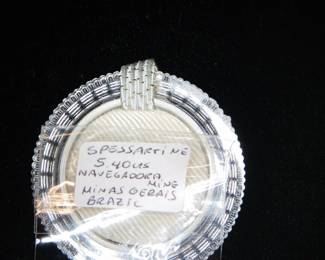 SPESSARTINE
5.40cts
NAVEGADORA
MINE
MINAS GERAIS
BRAZIL